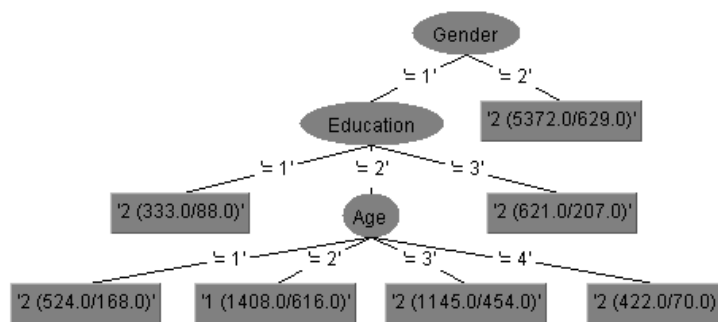 Gender
'= 1' '= 2'
Education '2 (5372.0/629.0)'
'= 1' '= 2' '= 3'
'2 (333.0/88.0)' Age '2 (621.0/207.0)'
'= 1' '= 2' '= 3' '= 4'
'2 (524.0/168.0)' '1 (1408.0/616.0)' '2 (1145.0/454.0)' '2 (422.0/70.0)'